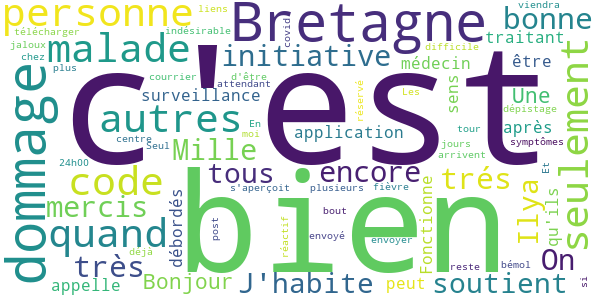 personne
liens
Bretagne
viendra
bonne
télécharger
jaloux
indésirable
covid
difficile
traitant
malade
initiative
chez
plus
courrier
d'être
attendant
médecin
être
c'est
surveillance
réservé
Les
sens
Une
dépistage
seulement
dommage
autres
En
moi
application
tour
après
centre
Seul
Mille
jours
arrivent
symptômes
24h00
tous
encore
Et
code
s'aperçoit
plusieurs
fièvre
trés
Ilya
qu'ils
bien
mercis
débordés
post
bout
envoyé
envoyer
Fonctionne
quand
réactif
déjà
très
On
reste
bémol
si
appelle
Bonjour
J'habite
peut
soutient